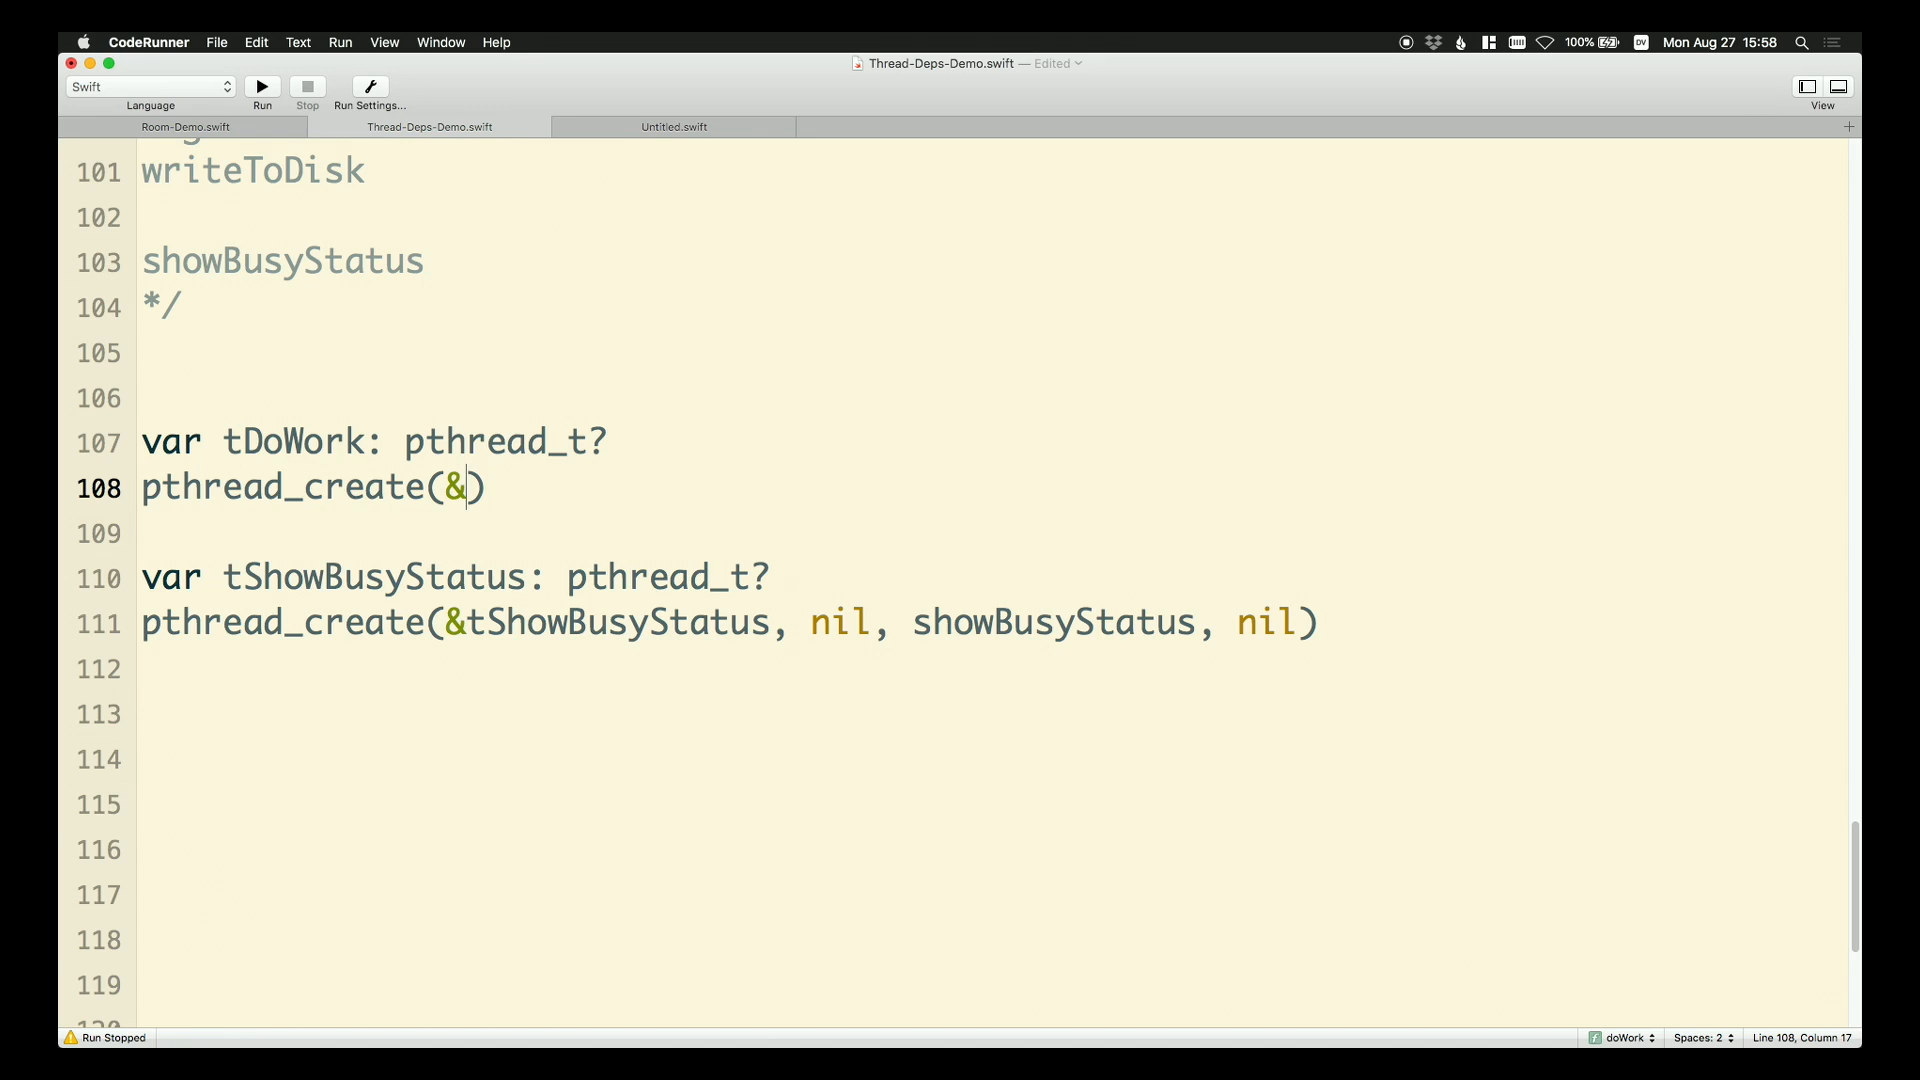 CodeRunner File Edit Text Run View Window Help 100% DV Mon Aug 27 15:58
Thread-Deps-Demo.swift — Edited
Swift
Language Run Stop Run Settings... View
Room-Demo.swift Thread-Deps-Demo.swift Untitled.swift +
101 writeToDisk
102
103 showBusyStatus
104 */
105
106
107 var tDoWork: pthread_t?
108 pthread_create(&)
109
110 var tShowBusyStatus: pthread_t?
111 pthread_create(&tShowBusyStatus, nil, showBusyStatus, nil)
112
113
114
115
116
117
118
119
Run Stopped f doWork Spaces: 2 Line 108, Column 17